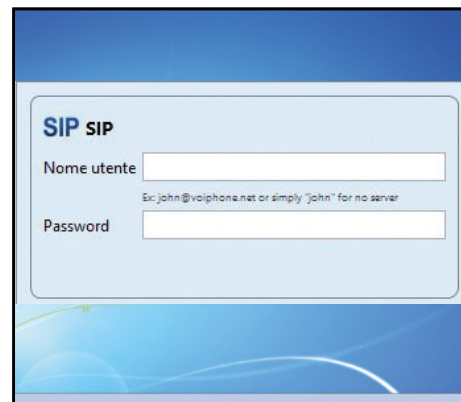 SIP SIP
Nome utente
Ex: john@voiphone.net or simply "john" for no server
Password